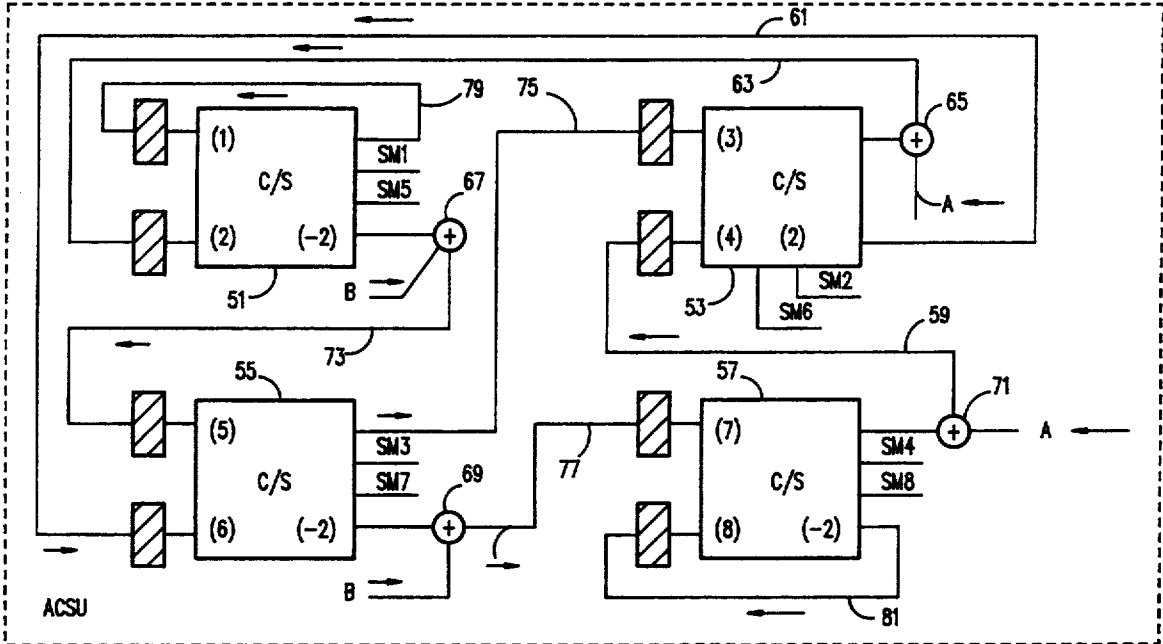 61
63
79
75
65
(1)
SM1
C/S
SM5
67
(2) (-2)
B
51
73
(3)
C/S
A
(4) (2)
SM2
53
SM6
59
55
57
71
(5)
SM3
C/S
SM7
69
(6) (-2)
B
77
(7)
A
SM4
C/S
SM8
(8) (-2)
81
ACSU